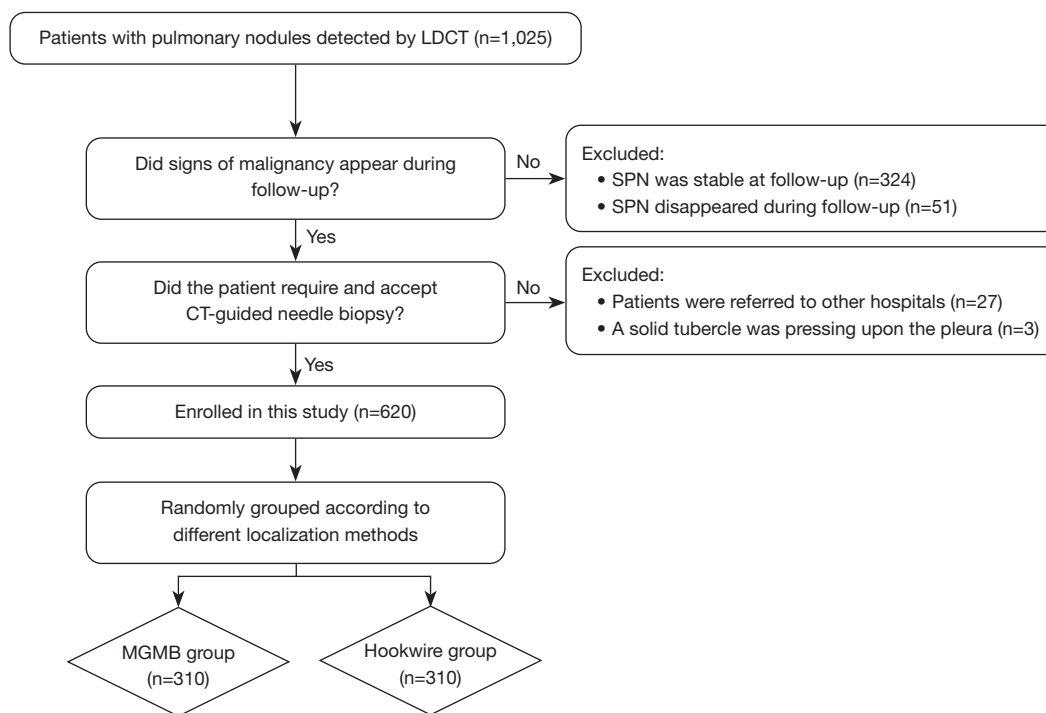 Patients with pulmonary nodules detected by LDCT (n=1,025)
Did signs of malignancy appear during
follow-up?
No
Excluded:
• SPN was stable at follow-up (n=324)
• SPN disappeared during follow-up (n=51)
Yes
Did the patient require and accept
CT-guided needle biopsy?
No
Excluded:
• Patients were referred to other hospitals (n=27)
• A solid tubercle was pressing upon the pleura (n=3)
Yes
Enrolled in this study (n=620)
Randomly grouped according to
different localization methods
MGMB group
(n=310)
Hookwire group
(n=310)